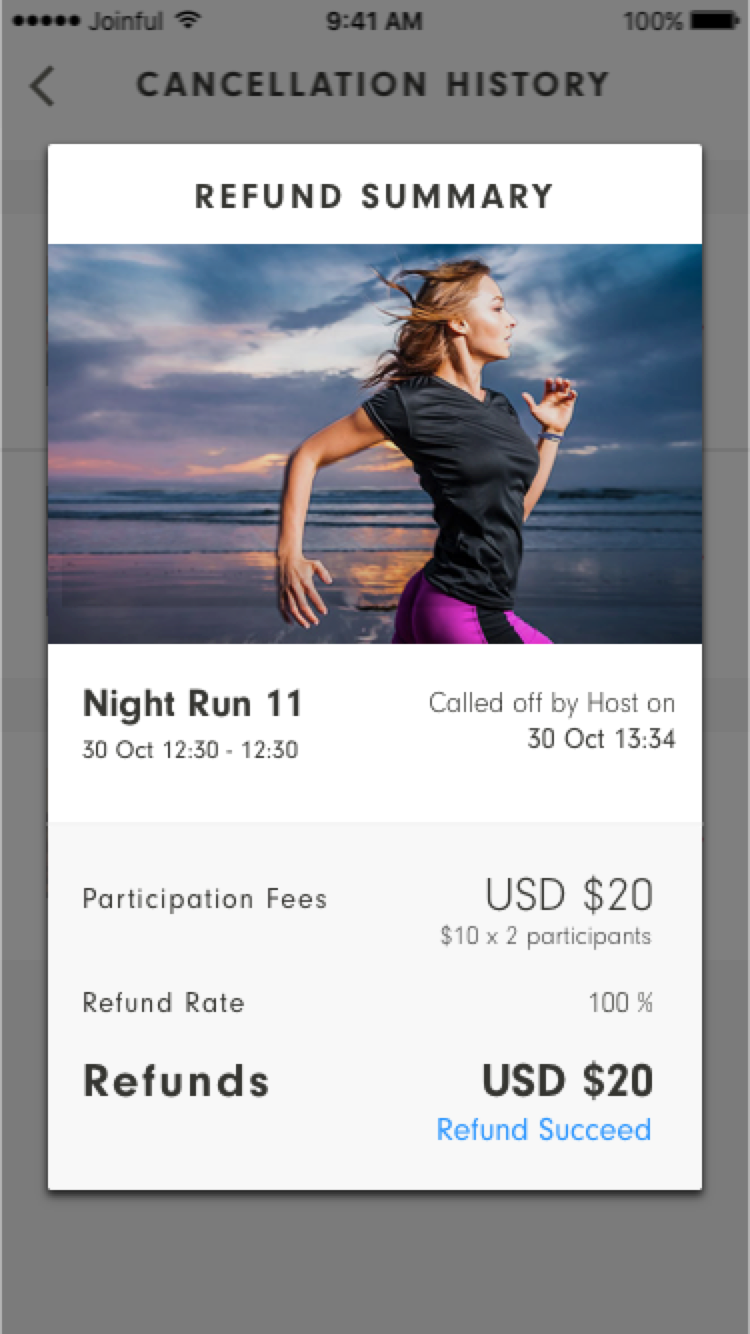 Joinful 9:41 AM 100%
CANCELLATION HISTORY
REFUND SUMMARY
Night Run 11
30 Oct 12:30 - 12:30
Called off by Host on
30 Oct 13:34
Participation Fees USD $20
$10 x 2 participants
Refund Rate 100 %
Refunds USD $20
Refund Succeed